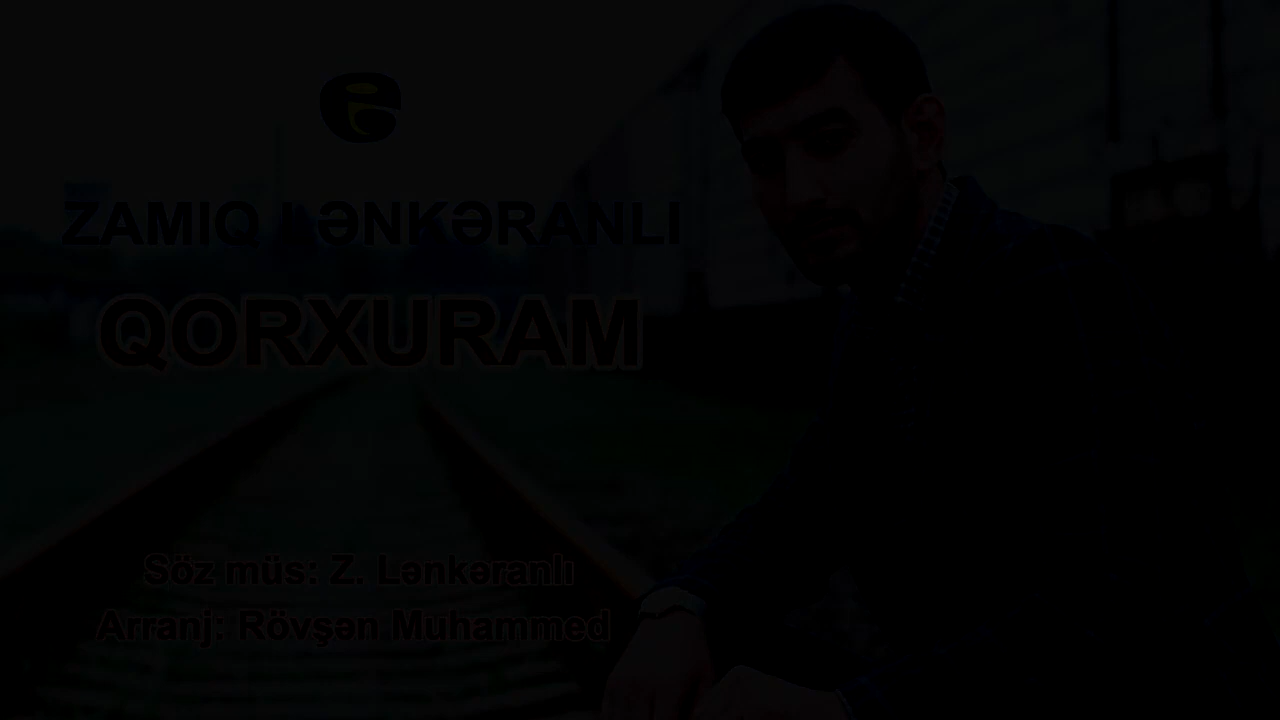 ZAMIQ LƏNKƏRANLI
QORXURAM
Söz müs: Z. Lənkəranlı
Arranj: Rövşən Muhammed